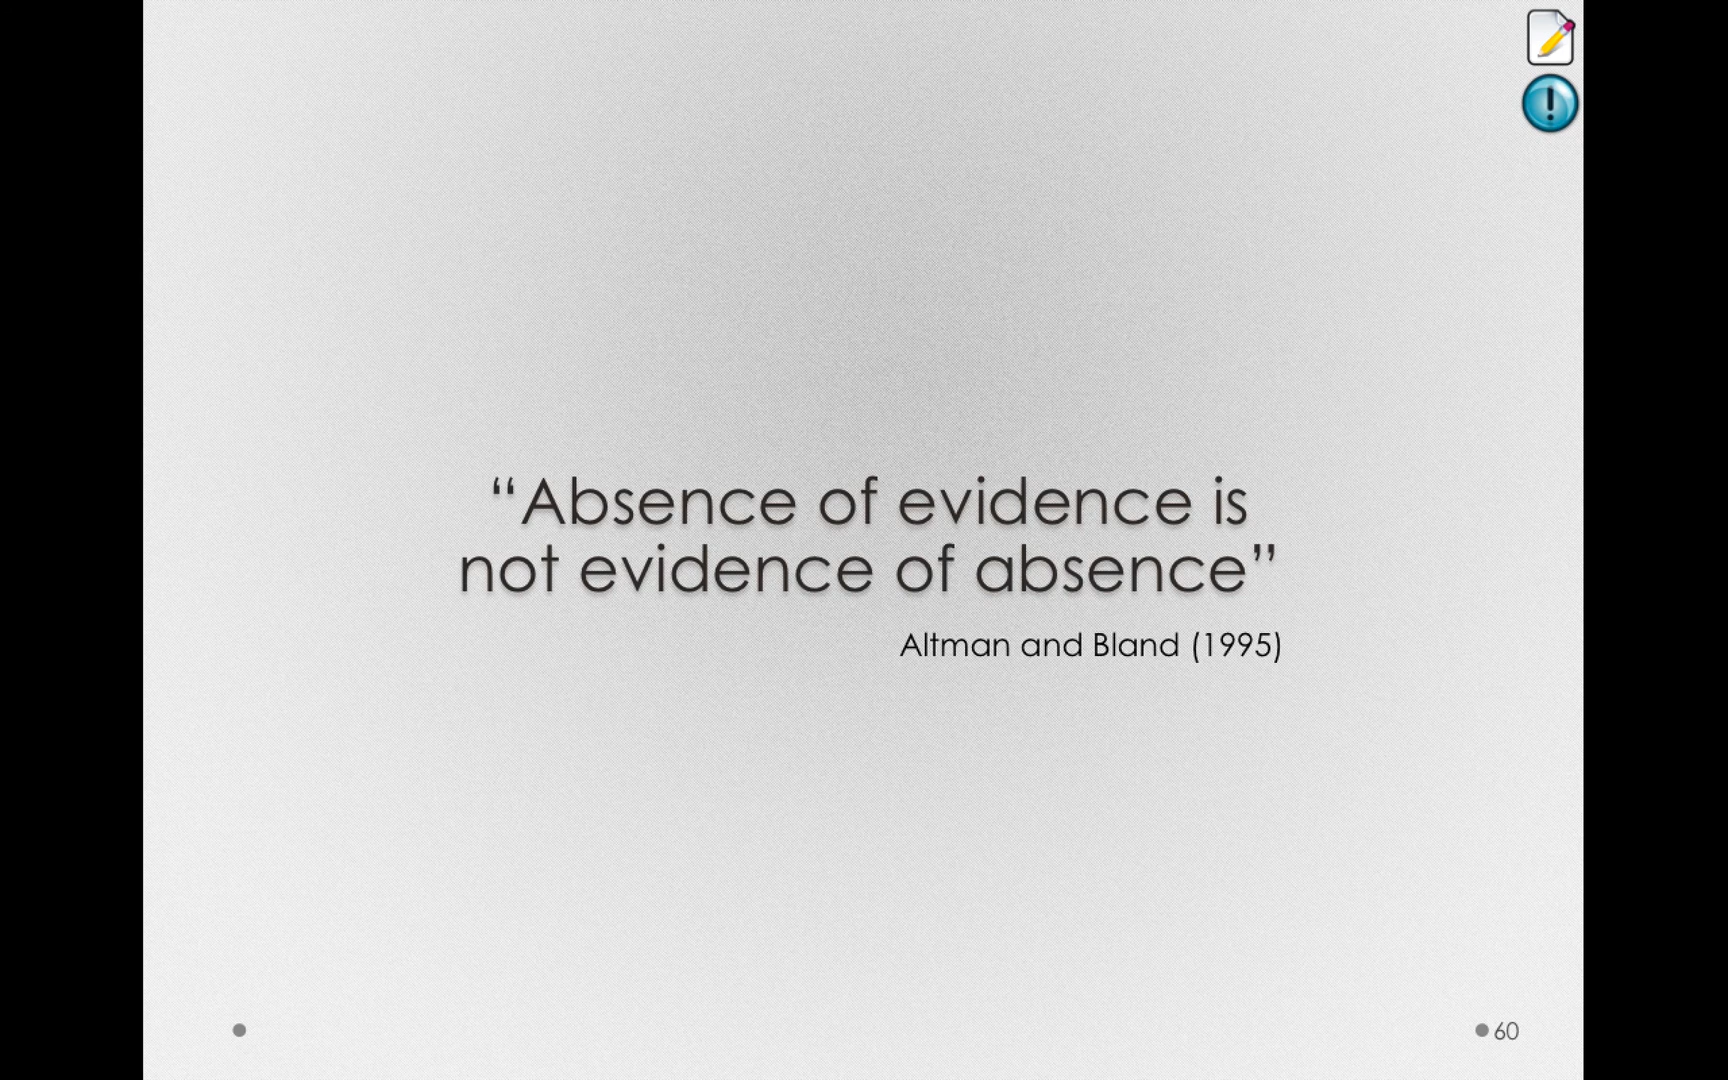 “Absence of evidence is
not evidence of absence”
Altman and Bland (1995)
60